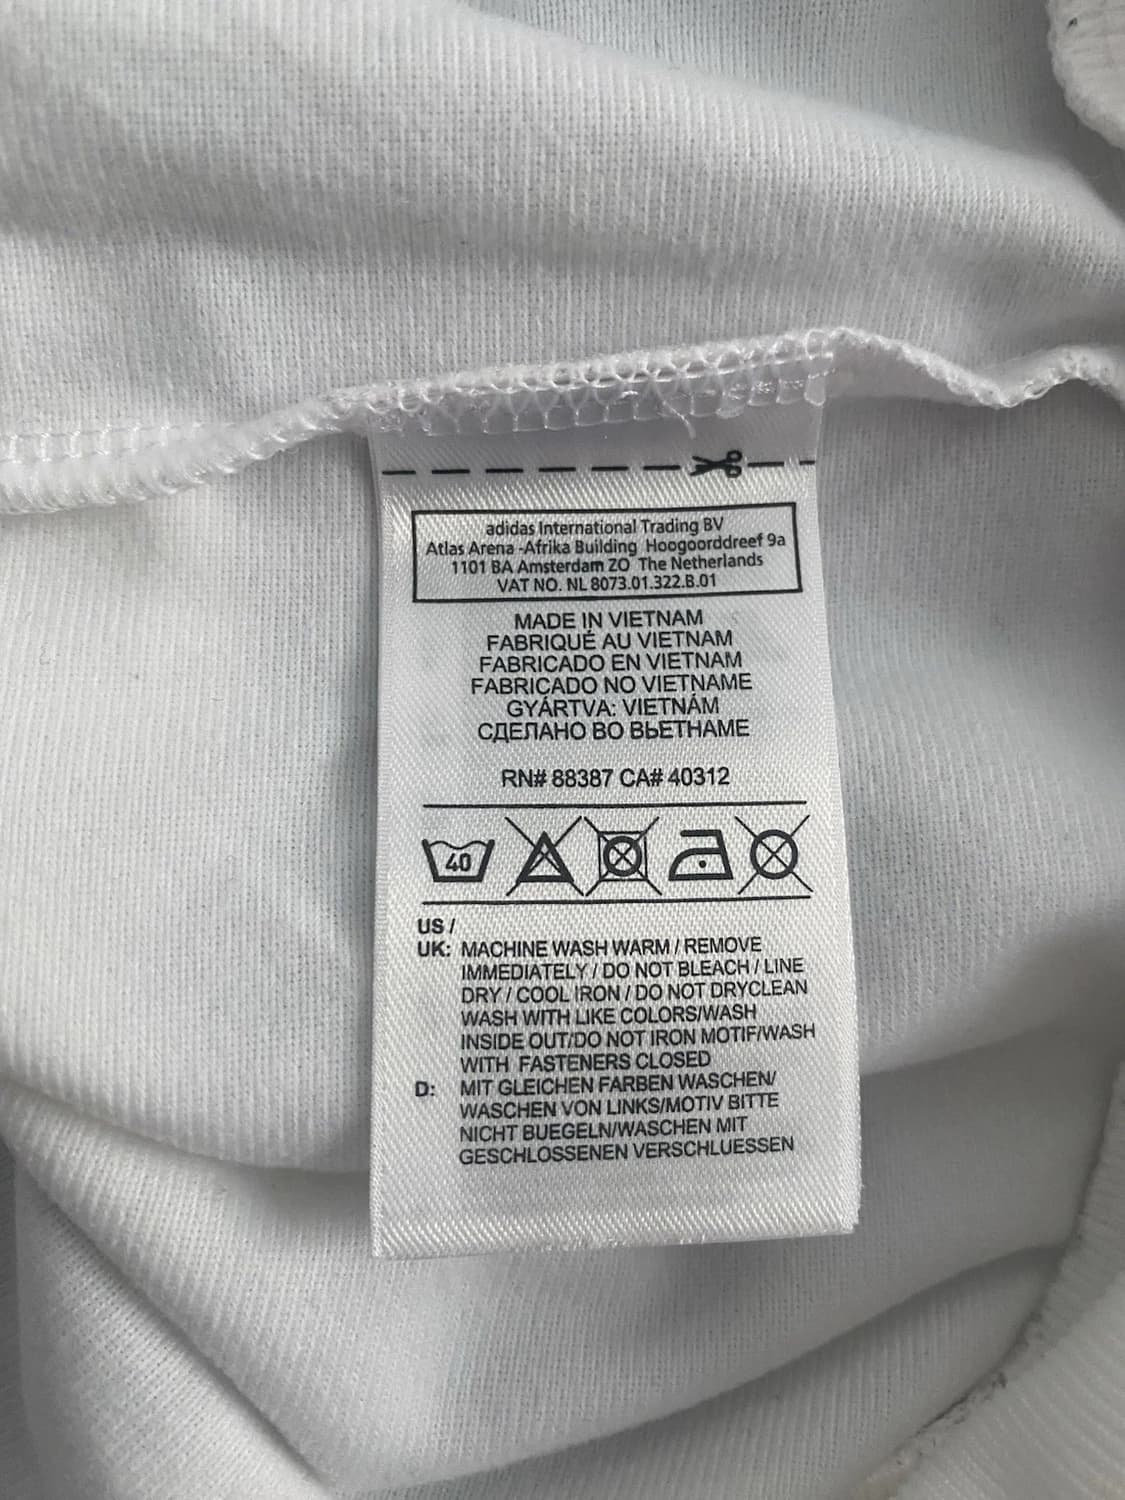 adidas International Trading BV
Atlas Arena -Afrika Building Hoogoorddreef 9a
1101 BA Amsterdam ZO The Netherlands
VAT NO. NL 8073.01.322.B.01
MADE IN VIETNAM
FABRIQUÉ AU VIETNAM
FABRICADO EN VIETNAM
FABRICADO NO VIETNAME
GYÁRTVA: VIETNÁM
СДЕЛАНО ВО ВЬЕТНАМЕ
RN# 88387 CA# 40312
40
US /
UK: MACHINE WASH WARM / REMOVE
IMMEDIATELY / DO NOT BLEACH / LINE
DRY / COOL IRON / DO NOT DRYCLEAN
WASH WITH LIKE COLORS/WASH
INSIDE OUT/DO NOT IRON MOTIF/WASH
WITH FASTENERS CLOSED
D: MIT GLEICHEN FARBEN WASCHEN/
WASCHEN VON LINKS/MOTIV BITTE
NICHT BUEGELN/WASCHEN MIT
GESCHLOSSENEN VERSCHLUESSEN